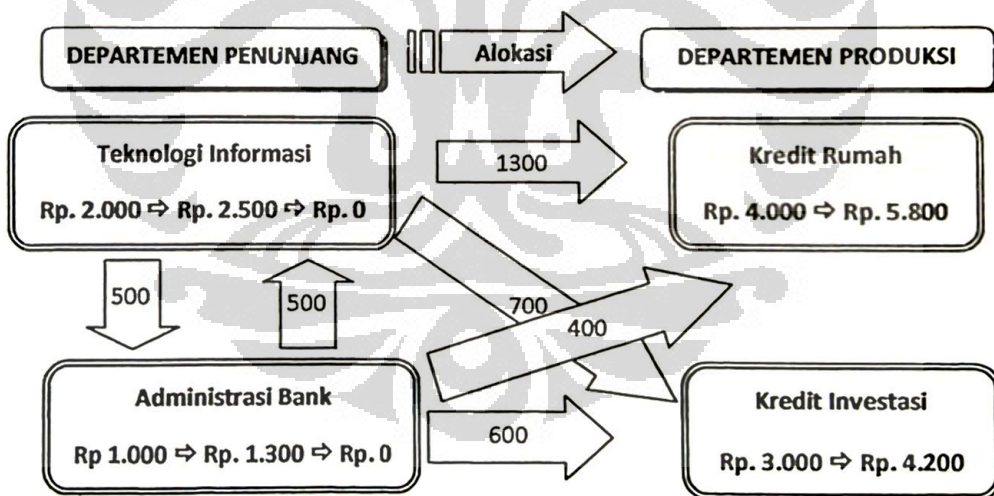 DEPARTEMEN PENUNJANG
Alokasi
DEPARTEMEN PRODUKSI
Teknologi Informasi
Rp. 2.000 ⇨ Rp. 2.500 ⇨ Rp. 0
1300
Kredit Rumah
Rp. 4.000 ⇨ Rp. 5.800
500
500
700
400
Administrasi Bank
Rp 1.000 ⇨ Rp. 1.300 ⇨ Rp. 0
600
Kredit Investasi
Rp. 3.000 ⇨ Rp. 4.200